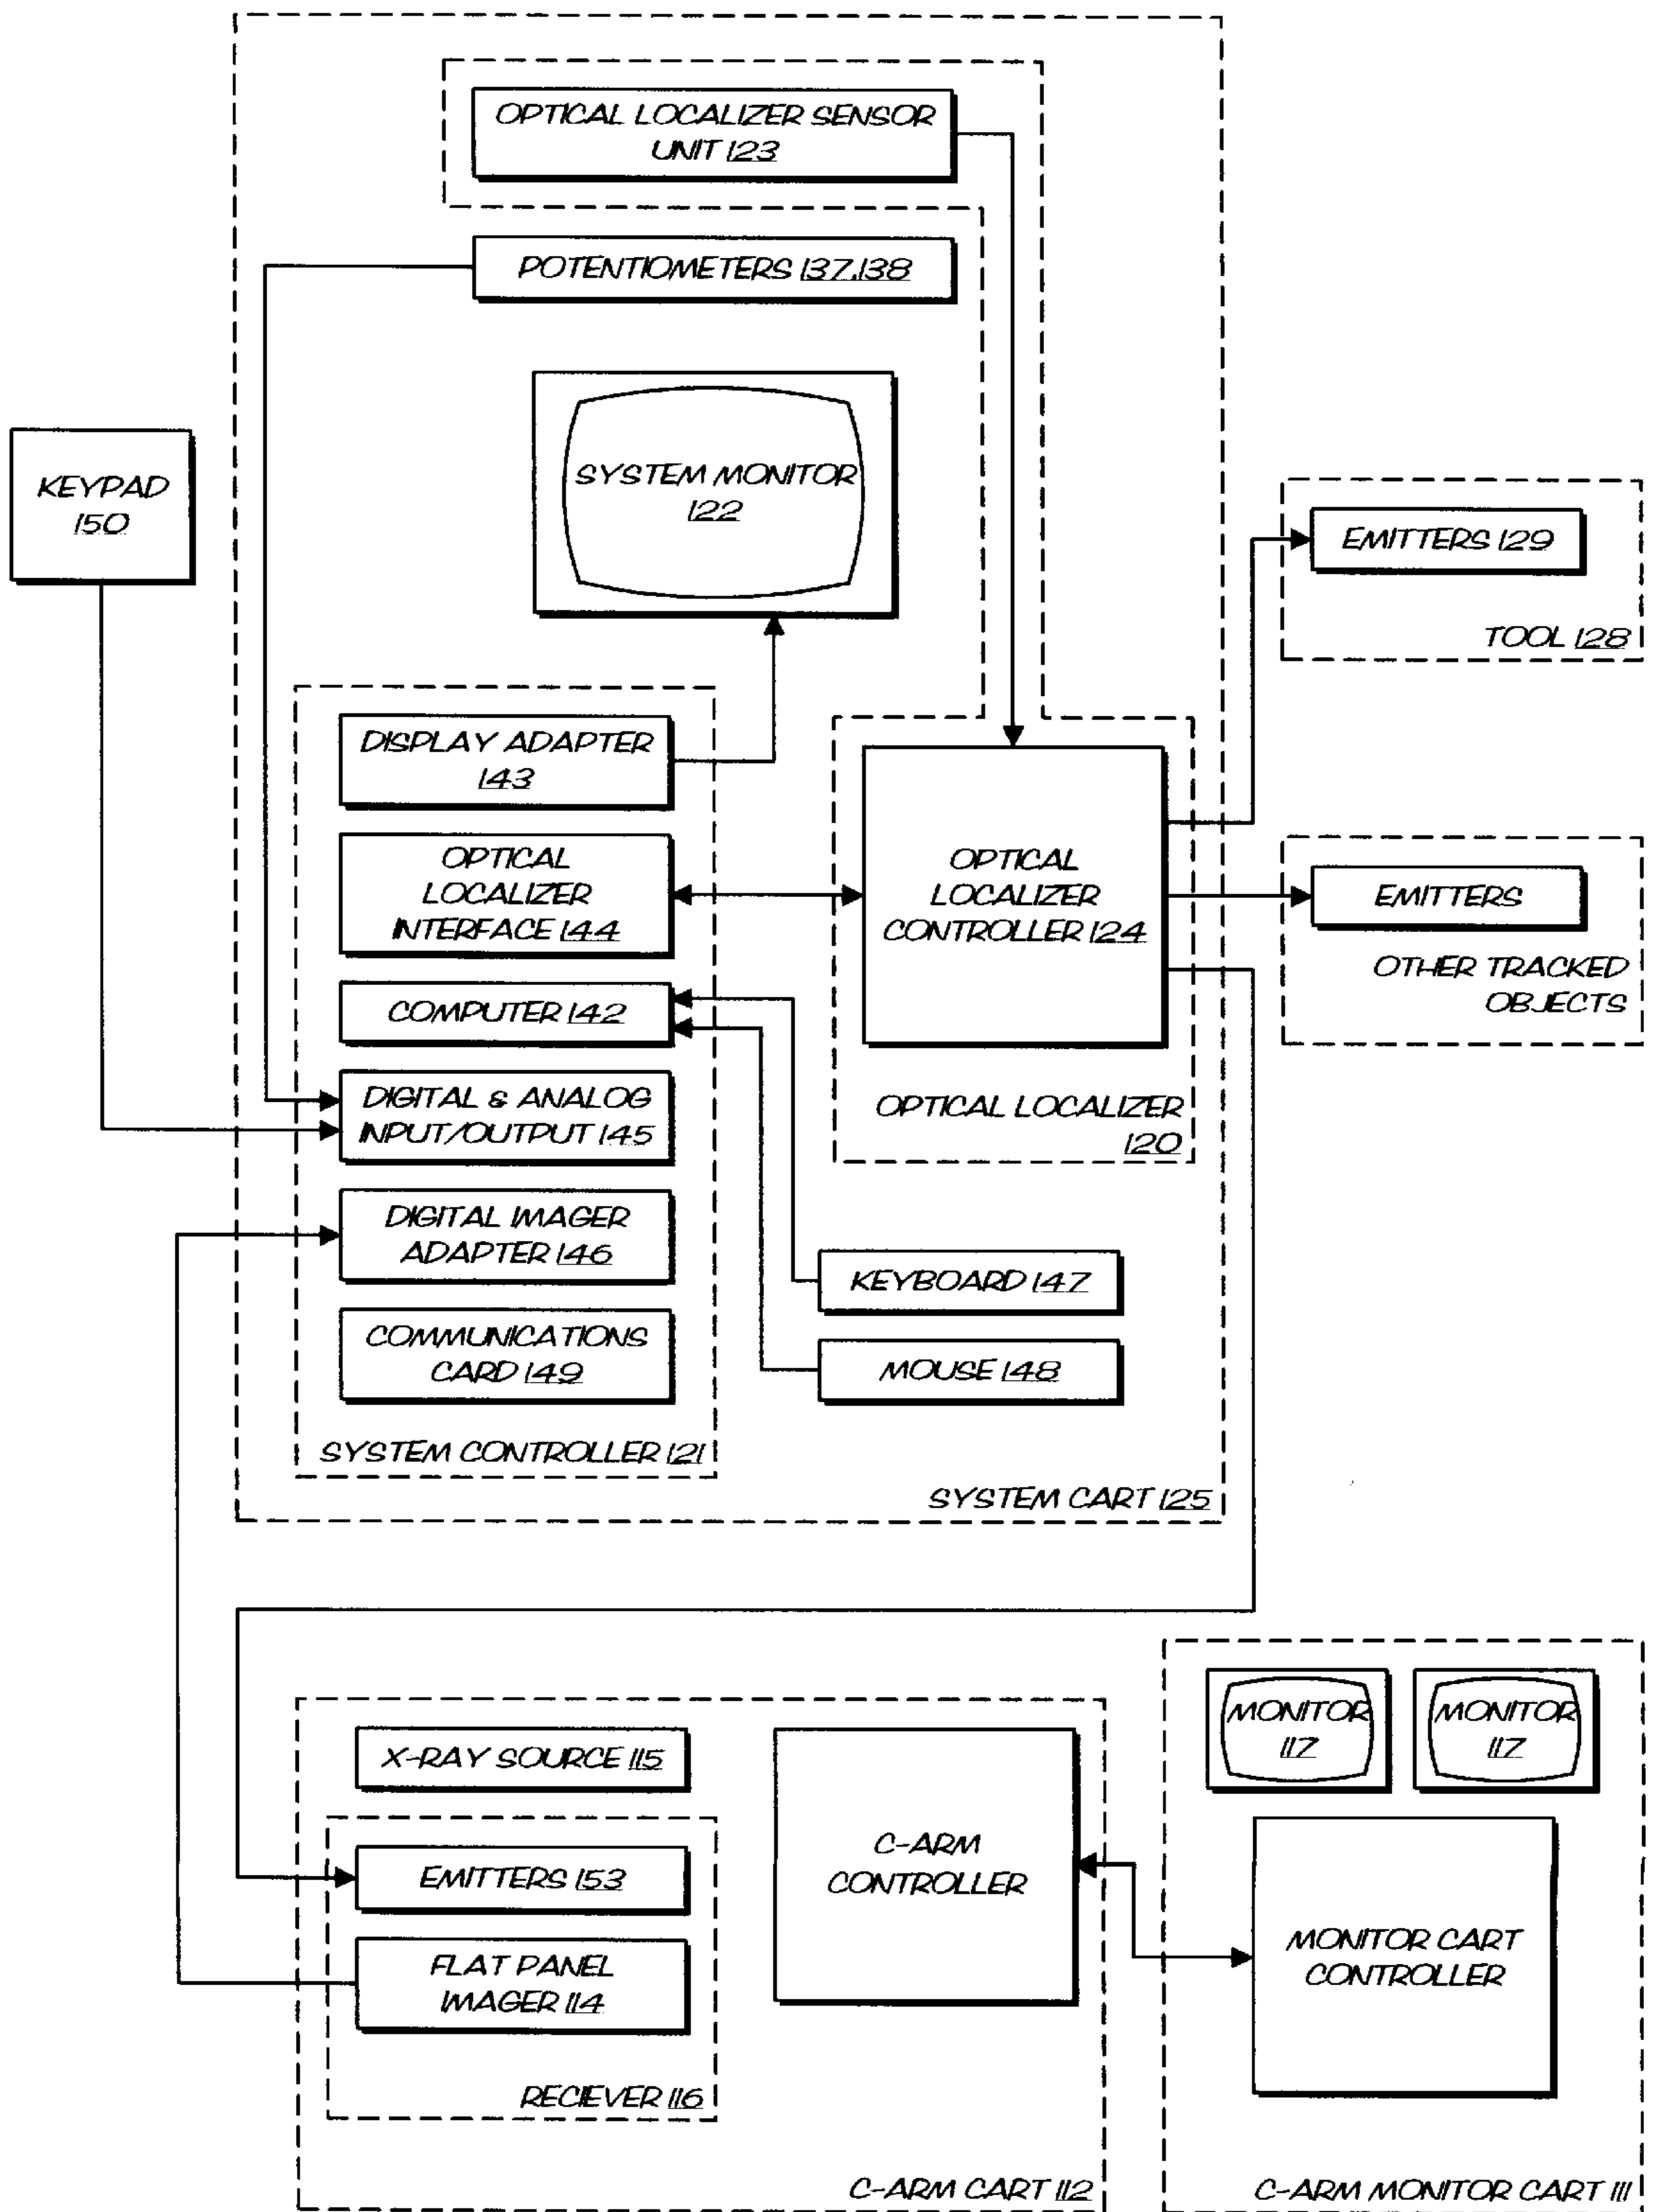 OPTICAL LOCALIZER SENSOR
UNIT 123
POTENTIOMETERS 137,138
SYSTEM MONITOR
122
KEYPAD
150
EMITTERS 129
TOOL 128
DISPLAY ADAPTER
143
OPTICAL
LOCALIZER
INTERFACE 144
OPTICAL
LOCALIZER
CONTROLLER 124
EMITTERS
OTHER TRACKED
OBJECTS
COMPUTER 142
DIGITAL & ANALOG
INPUT/OUTPUT 145
OPTICAL LOCALIZER
120
DIGITAL IMAGER
ADAPTER 146
KEYBOARD 147
COMMUNICATIONS
CARD 149
MOUSE 148
SYSTEM CONTROLLER 121
SYSTEM CART 125
X-RAY SOURCE 115
EMITTERS 153
FLAT PANEL
IMAGER 114
RECIEVER 116
C-ARM
CONTROLLER
C-ARM CART 112
MONITOR
117
MONITOR
117
MONITOR CART
CONTROLLER
C-ARM MONITOR CART 111